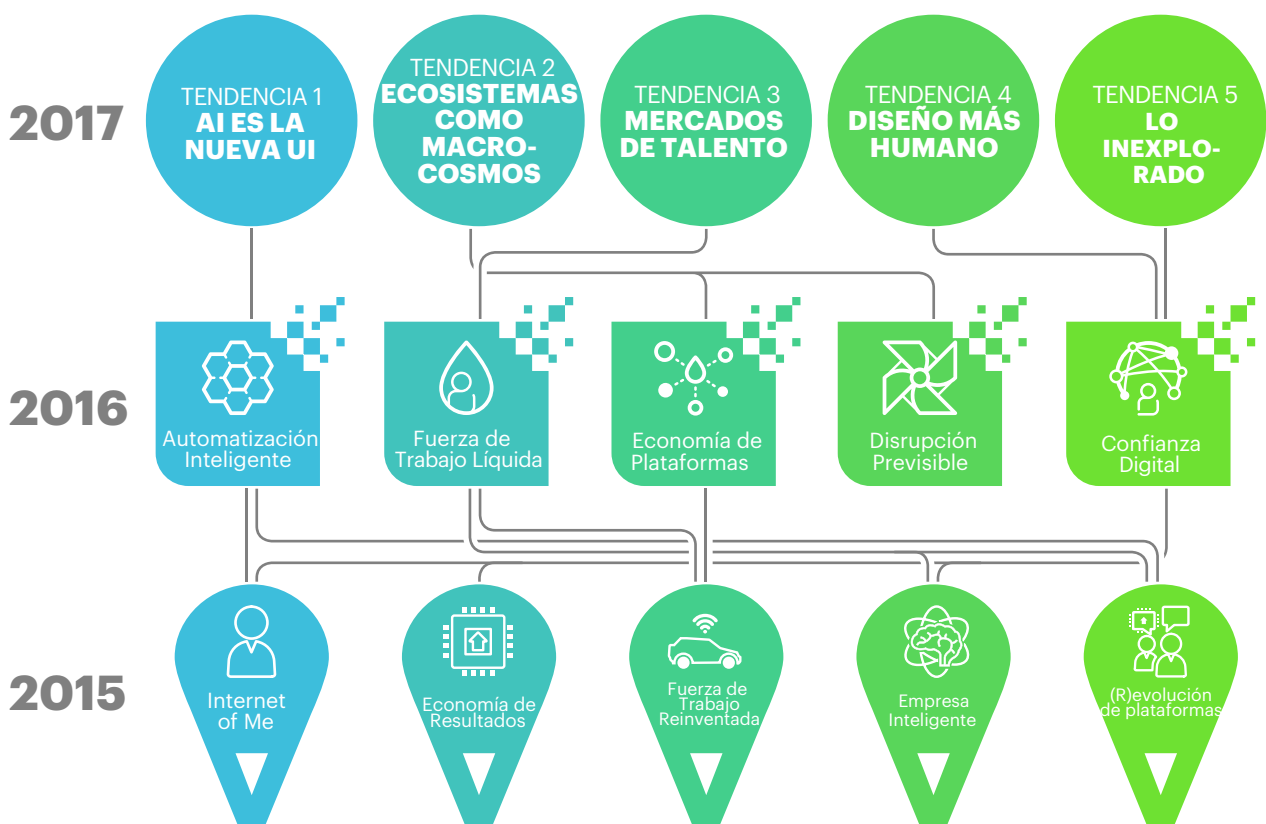 2017
TENDENCIA 1
AI ES LA
NUEVA UI
TENDENCIA 2
ECOSISTEMAS
COMO
MACRO-
COSMOS
TENDENCIA 3
MERCADOS
DE TALENTO
TENDENCIA 4
DISEÑO MÁS
HUMANO
TENDENCIA 5
LO
INEXPLO-
RADO
2016
Automatización
Inteligente
Fuerza de
Trabajo Líquida
Economía de
Plataformas
Disrupción
Previsible
Confianza
Digital
2015
Internet
of Me
Economía de
Resultados
Fuerza de
Trabajo
Reinventada
Empresa
Inteligente
(R)evolución
de plataformas